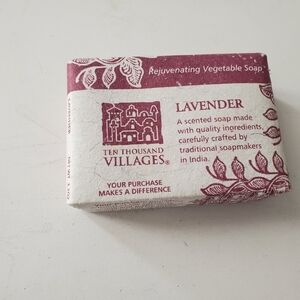 Rejuvenating Vegetable Soap
LAVENDER
A scented soap made
with quality ingredients,
carefully crafted by
traditional soapmakers
in India.
TEN THOUSAND
VILLAGES®
YOUR PURCHASE
MAKES A DIFFERENCE